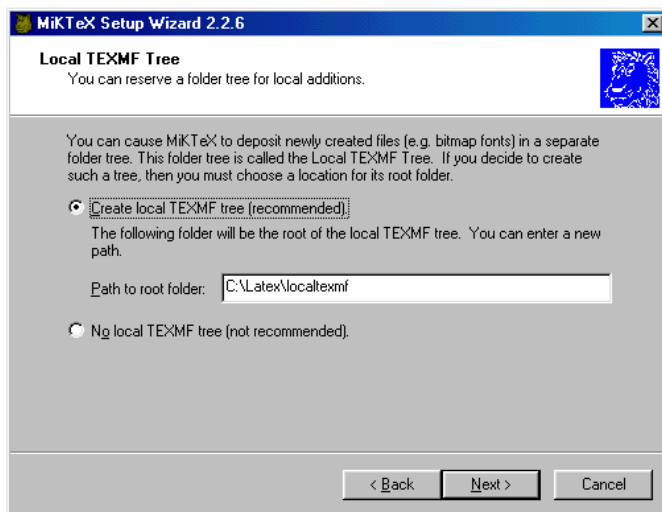 MiKTeX Setup Wizard 2.2.6
Local TEXMF Tree
You can reserve a folder tree for local additions.
You can cause MiKTeX to deposit newly created files (e.g. bitmap fonts) in a separate
folder tree. This folder tree is called the Local TEXMF Tree. If you decide to create
such a tree, then you must choose a location for its root folder.
Create local TEXMF tree (recommended).
The following folder will be the root of the local TEXMF tree. You can enter a new
path.
Path to root folder: C:\Latex\localtexmf
No local TEXMF tree (not recommended).
< Back Next > Cancel